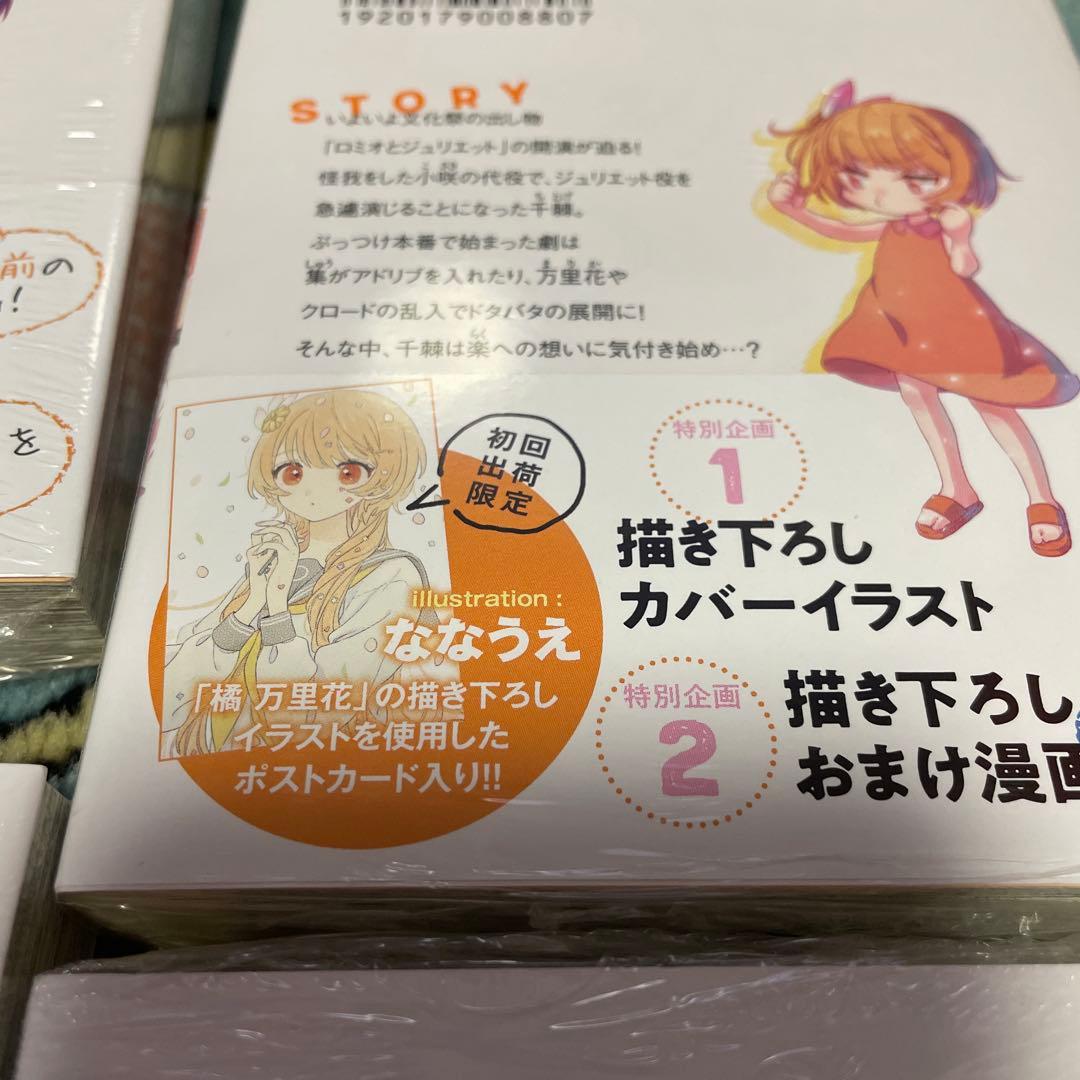 1920179008807
STORY
いよいよ文化祭の出し物
「ロミオとジュリエット」の開演が迫る!
怪我をした小咲の代役で、ジュリエット役を
急遽演じることになった千棘。
ぶっつけ本番で始まった劇は
集がアドリブを入れたり、万里花や
クロードの乱入でドタバタの展開に!
そんな中、千棘は楽への想いに気付き始め…?
前の
!
を
初回
出荷
限定
illustration:
ななうえ
「橘 万里花」の描き下ろし
イラストを使用した
ポストカード入り!!
特別企画
1
描き下ろし
カバーイラスト
特別企画
2
描き下ろし
おまけ漫画